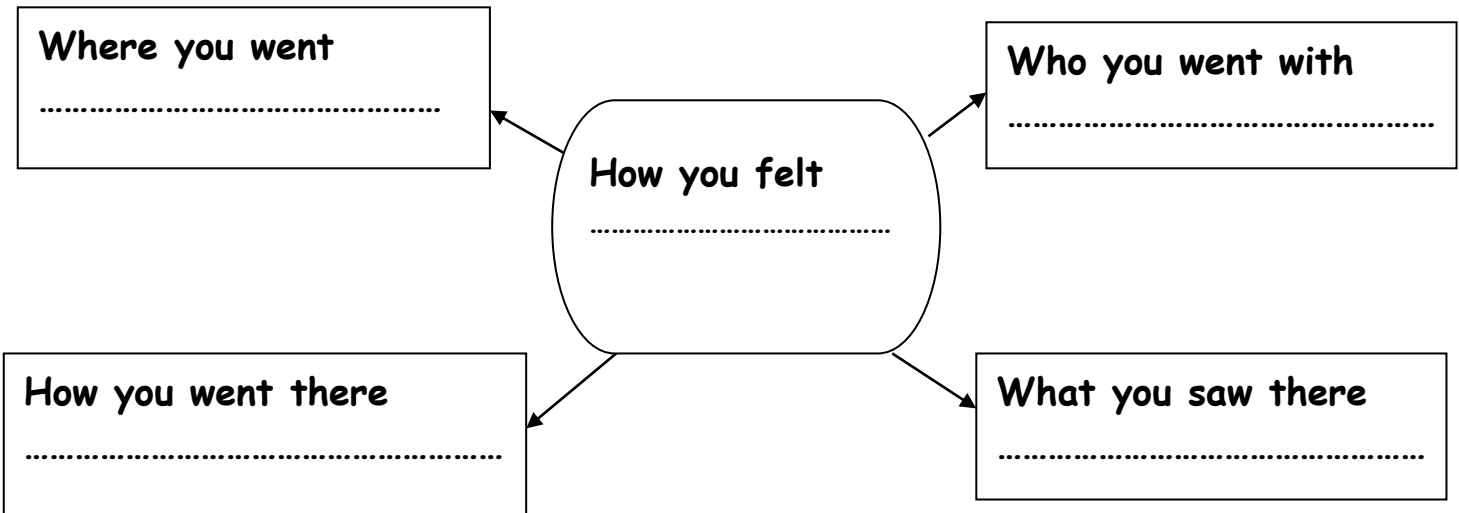 Where you went
………………………………………
Who you went with
…………………………………………
How you felt
……………………………………
How you went there
………………………………………………
What you saw there
…………………………………………